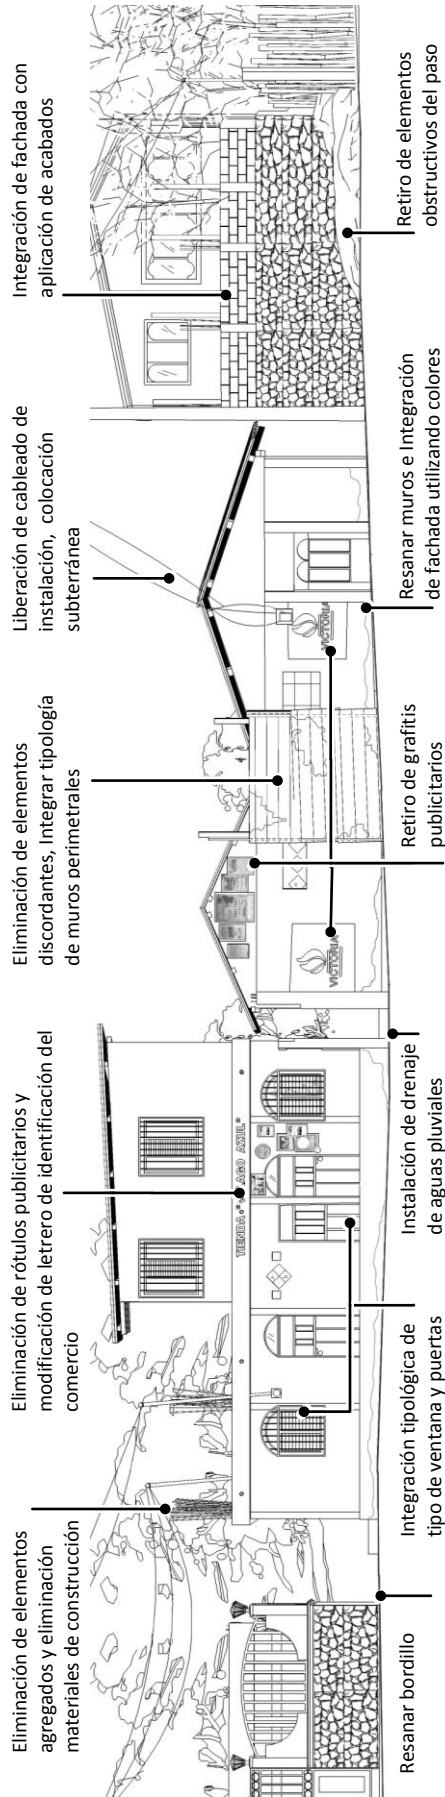 Eliminación de elementos
agregados y eliminación
materiales de construcción
Eliminación de rótulos publicitarios y
modificación de letrero de identificación del
comercio
Eliminación de elementos
discordantes, Integrar tipología
de muros perimetrales
Liberación de cableado de
instalación, colocación
subterránea
Integración de fachada con
aplicación de acabados
TIENDA
AGO AZUL
VICTORIA
VICTORIA
Resanar bordillo
Integración tipológica de
tipo de ventana y puertas
Instalación de drenaje
de aguas pluviales
Retiro de grafitis
publicitarios
Resanar muros e Integración
de fachada utilizando colores
Retiro de elementos
obstructivos del paso